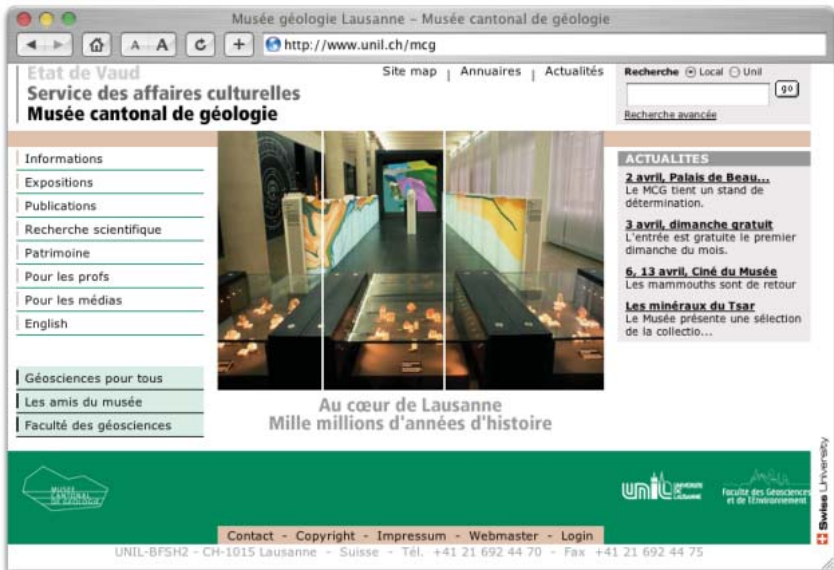 Musée géologie Lausanne – Musée cantonal de géologie
A A C + http://www.unil.ch/mcg
Etat de Vaud
Service des affaires culturelles
Musée cantonal de géologie
Site map | Annuaires | Actualités
Recherche Local Unil
go
Recherche avancée
Informations
Expositions
Publications
Recherche scientifique
Patrimoine
Pour les profs
Pour les médias
English
Géosciences pour tous
Les amis du musée
Faculté des géosciences
ACTUALITES
2 avril, Palais de Beau...
Le MCG tient un stand de
détermination.
3 avril, dimanche gratuit
L'entrée est gratuite le premier
dimanche du mois.
6, 13 avril, Ciné du Musée
Les mammouths sont de retour
Les minéraux du Tsar
Le Musée présente une sélection
de la collectio...
Au cœur de Lausanne
Mille millions d'années d'histoire
MUSEE
CANTONAL
DE GEOLOGIE
unil
Faculté des Géosciences
et de l'Environnement
Swiss University
Contact - Copyright - Impressum - Webmaster - Login
UNIL-BFSH2 - CH-1015 Lausanne - Suisse - Tél. +41 21 692 44 70 - Fax +41 21 692 44 75